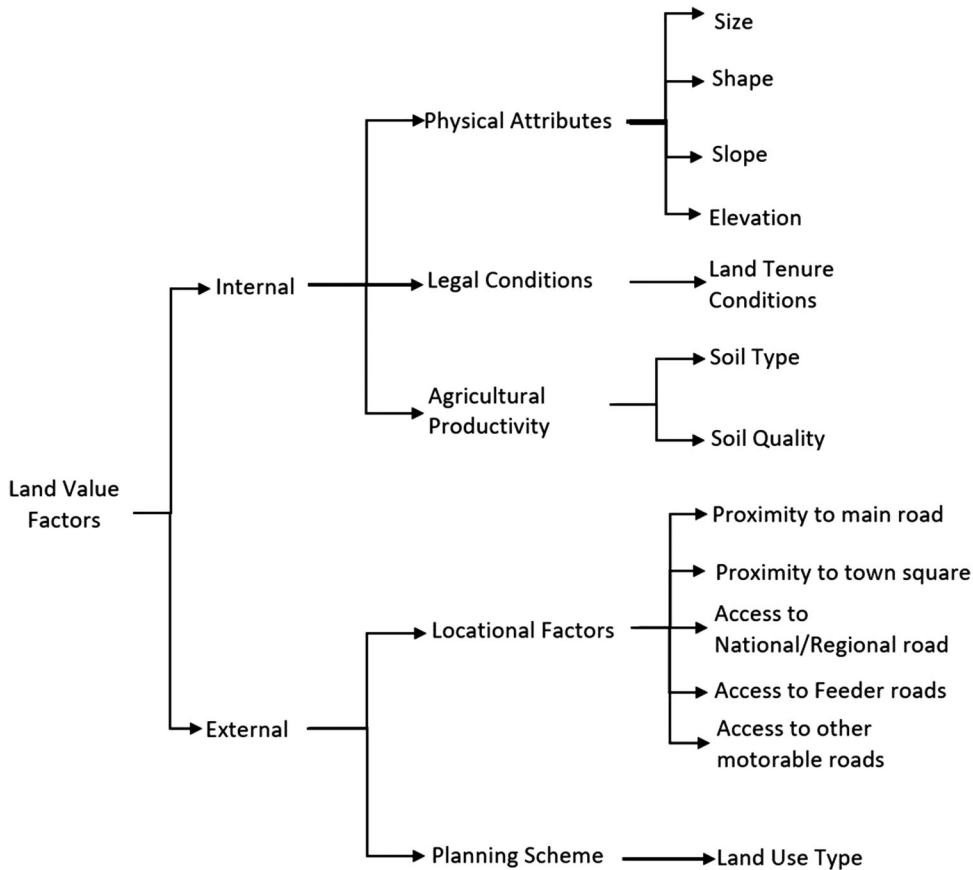 Size
Shape
Physical Attributes
Slope
Elevation
Internal
Legal Conditions
Land Tenure
Conditions
Soil Type
Agricultural
Productivity
Soil Quality
Land Value
Factors
Proximity to main road
Proximity to town square
Locational Factors
Access to
National/Regional road
Access to Feeder roads
External
Access to other
motorable roads
Planning Scheme
Land Use Type